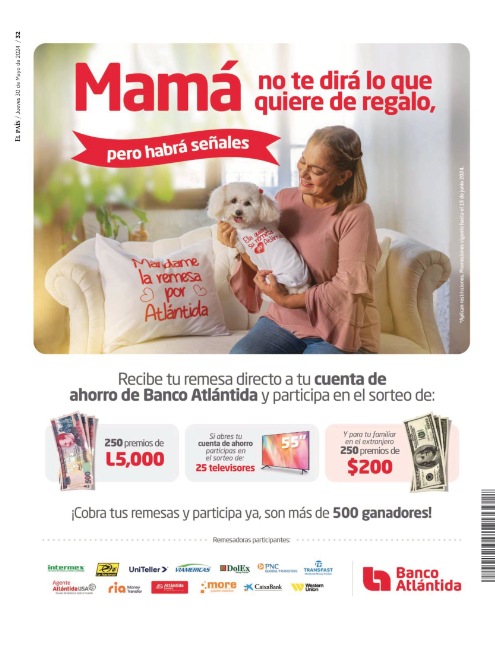 EL PAÍS / Jueves 30 de Mayo de 2024 / 32
Mamá no te dirá lo que
quiere de regalo,
pero habrá señales
Mándame
la remesa
por
Atlántida
Recibe tu remesa directo a tu cuenta de
ahorro de Banco Atlántida y participa en el sorteo de:
250 premios de
L5,000
Si abres tu
cuenta de ahorro
participas en
el sorteo de:
25 televisores
55"
Y para tu familiar
en el extranjero
250 premios de
$200
¡Cobra tus remesas y participa ya, son más de 500 ganadores!
Remesadoras participantes:
intermex
UniTeller
VIAMERICAS
DolEx
PNC
TRANSFAST
Agente
AtlántidaUSA
ria Money
Transfer
more
CaixaBank
Western
Union
Banco
Atlántida